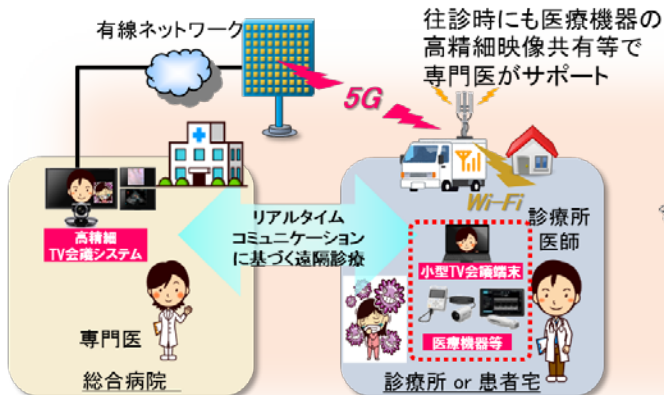 有線ネットワーク
往診時にも医療機器の
高精細映像共有等で
専門医がサポート
5G
Wi-Fi
高精細
TV会議システム
リアルタイム
コミュニケーション
に基づく遠隔診療
診療所
医師
小型TV会議端末
医療機器等
専門医
総合病院
診療所 or 患者宅